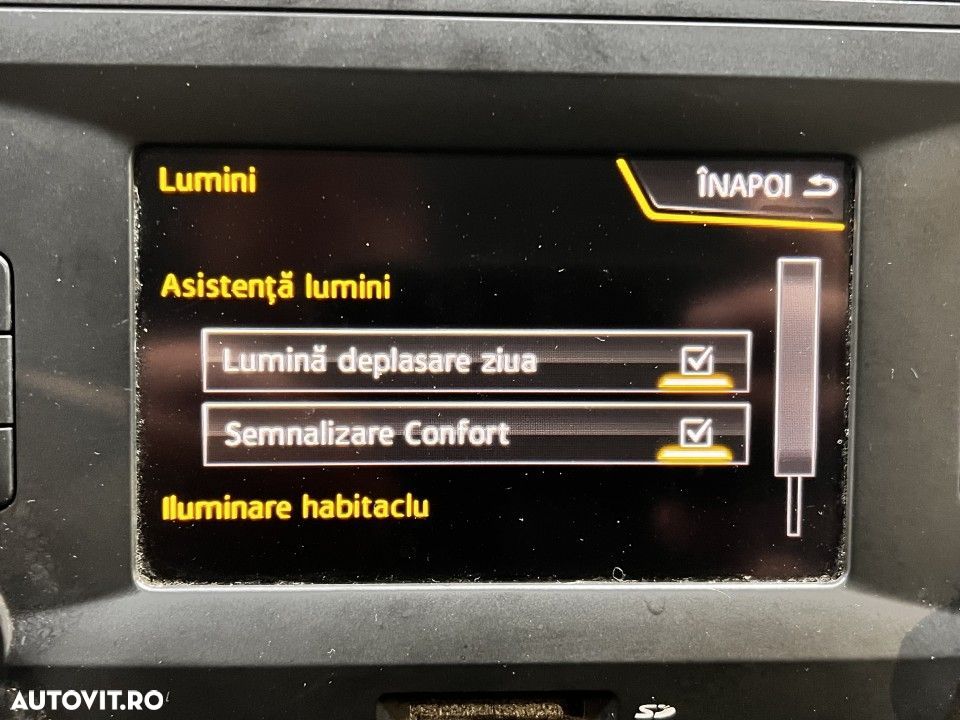 Lumini
ÎNAPOI
Asistență lumini
Lumină deplasare ziua
Semnalizare Confort
Iluminare habitaclu
AUTOVIT.RO
SD